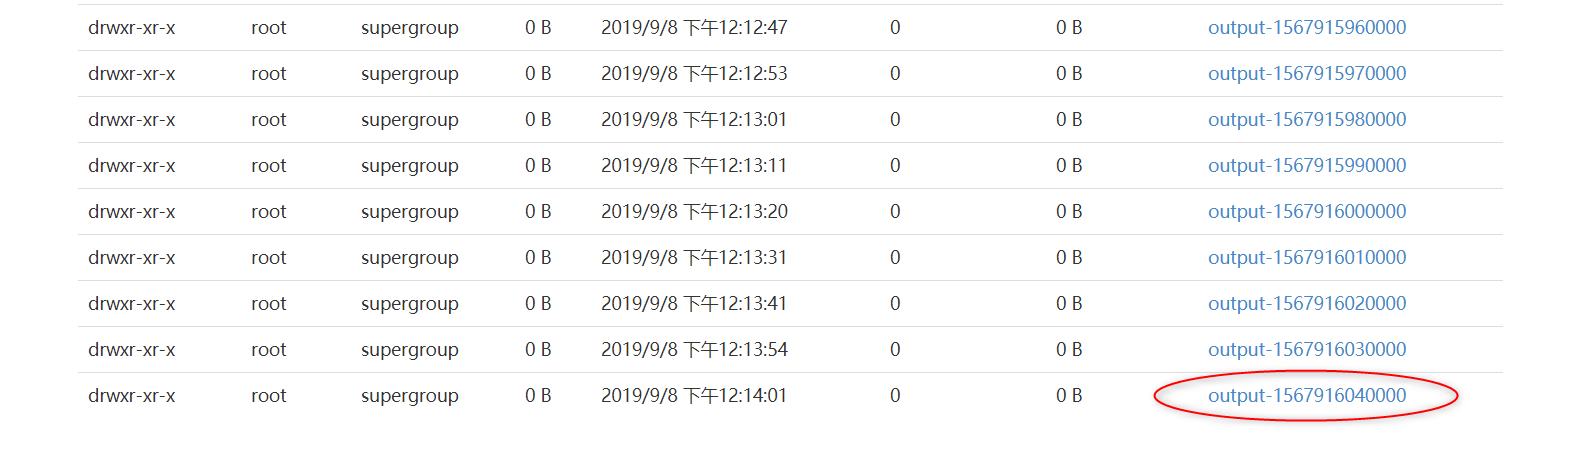 drwxr-xr-x root supergroup 0 B 2019/9/8 下午12:12:47 0 0 B output-1567915960000
drwxr-xr-x root supergroup 0 B 2019/9/8 下午12:12:53 0 0 B output-1567915970000
drwxr-xr-x root supergroup 0 B 2019/9/8 下午12:13:01 0 0 B output-1567915980000
drwxr-xr-x root supergroup 0 B 2019/9/8 下午12:13:11 0 0 B output-1567915990000
drwxr-xr-x root supergroup 0 B 2019/9/8 下午12:13:20 0 0 B output-1567916000000
drwxr-xr-x root supergroup 0 B 2019/9/8 下午12:13:31 0 0 B output-1567916010000
drwxr-xr-x root supergroup 0 B 2019/9/8 下午12:13:41 0 0 B output-1567916020000
drwxr-xr-x root supergroup 0 B 2019/9/8 下午12:13:54 0 0 B output-1567916030000
drwxr-xr-x root supergroup 0 B 2019/9/8 下午12:14:01 0 0 B output-1567916040000